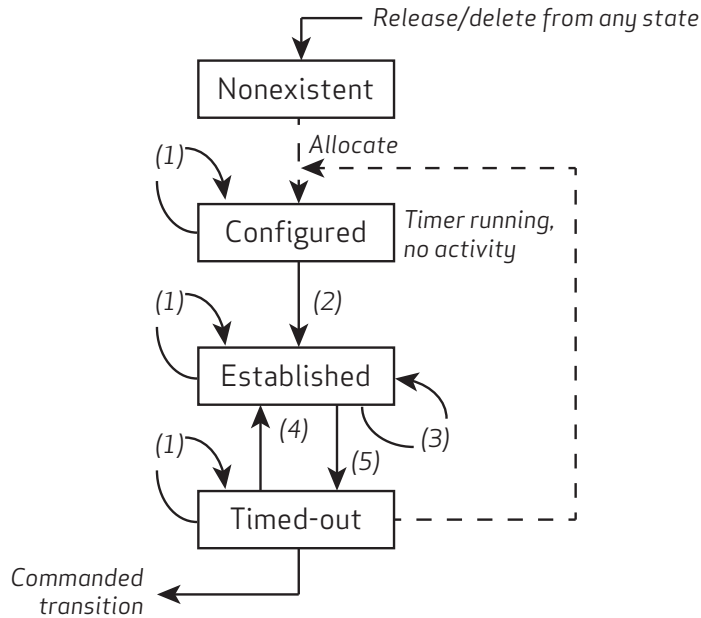 Release/delete from any state
Nonexistent
Allocate
(1)
Configured
Timer running,
no activity
(2)
(1)
Established
(3)
(4)
(5)
(1)
Timed-out
Commanded
transition